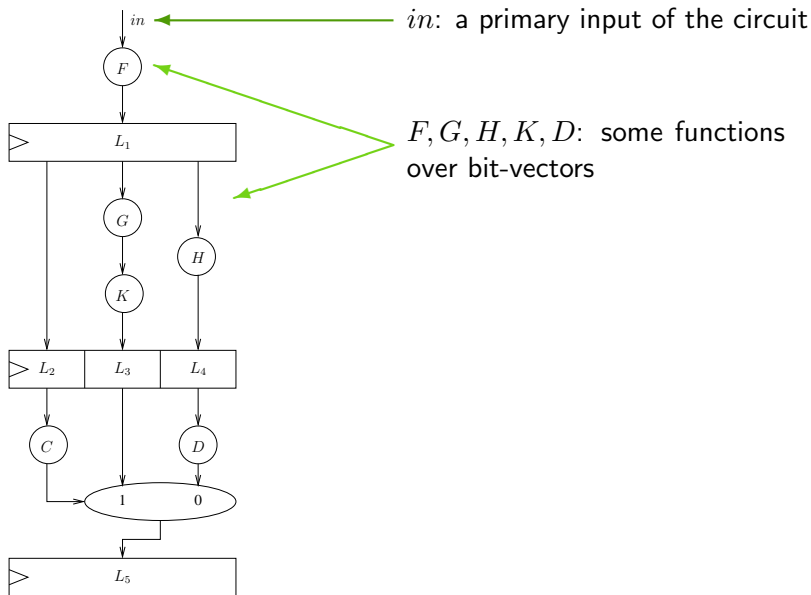 in
in: a primary input of the circuit
F
F, G, H, K, D: some functions
over bit-vectors
L1
G
H
K
L2 L3 L4
C D
1 0
L5